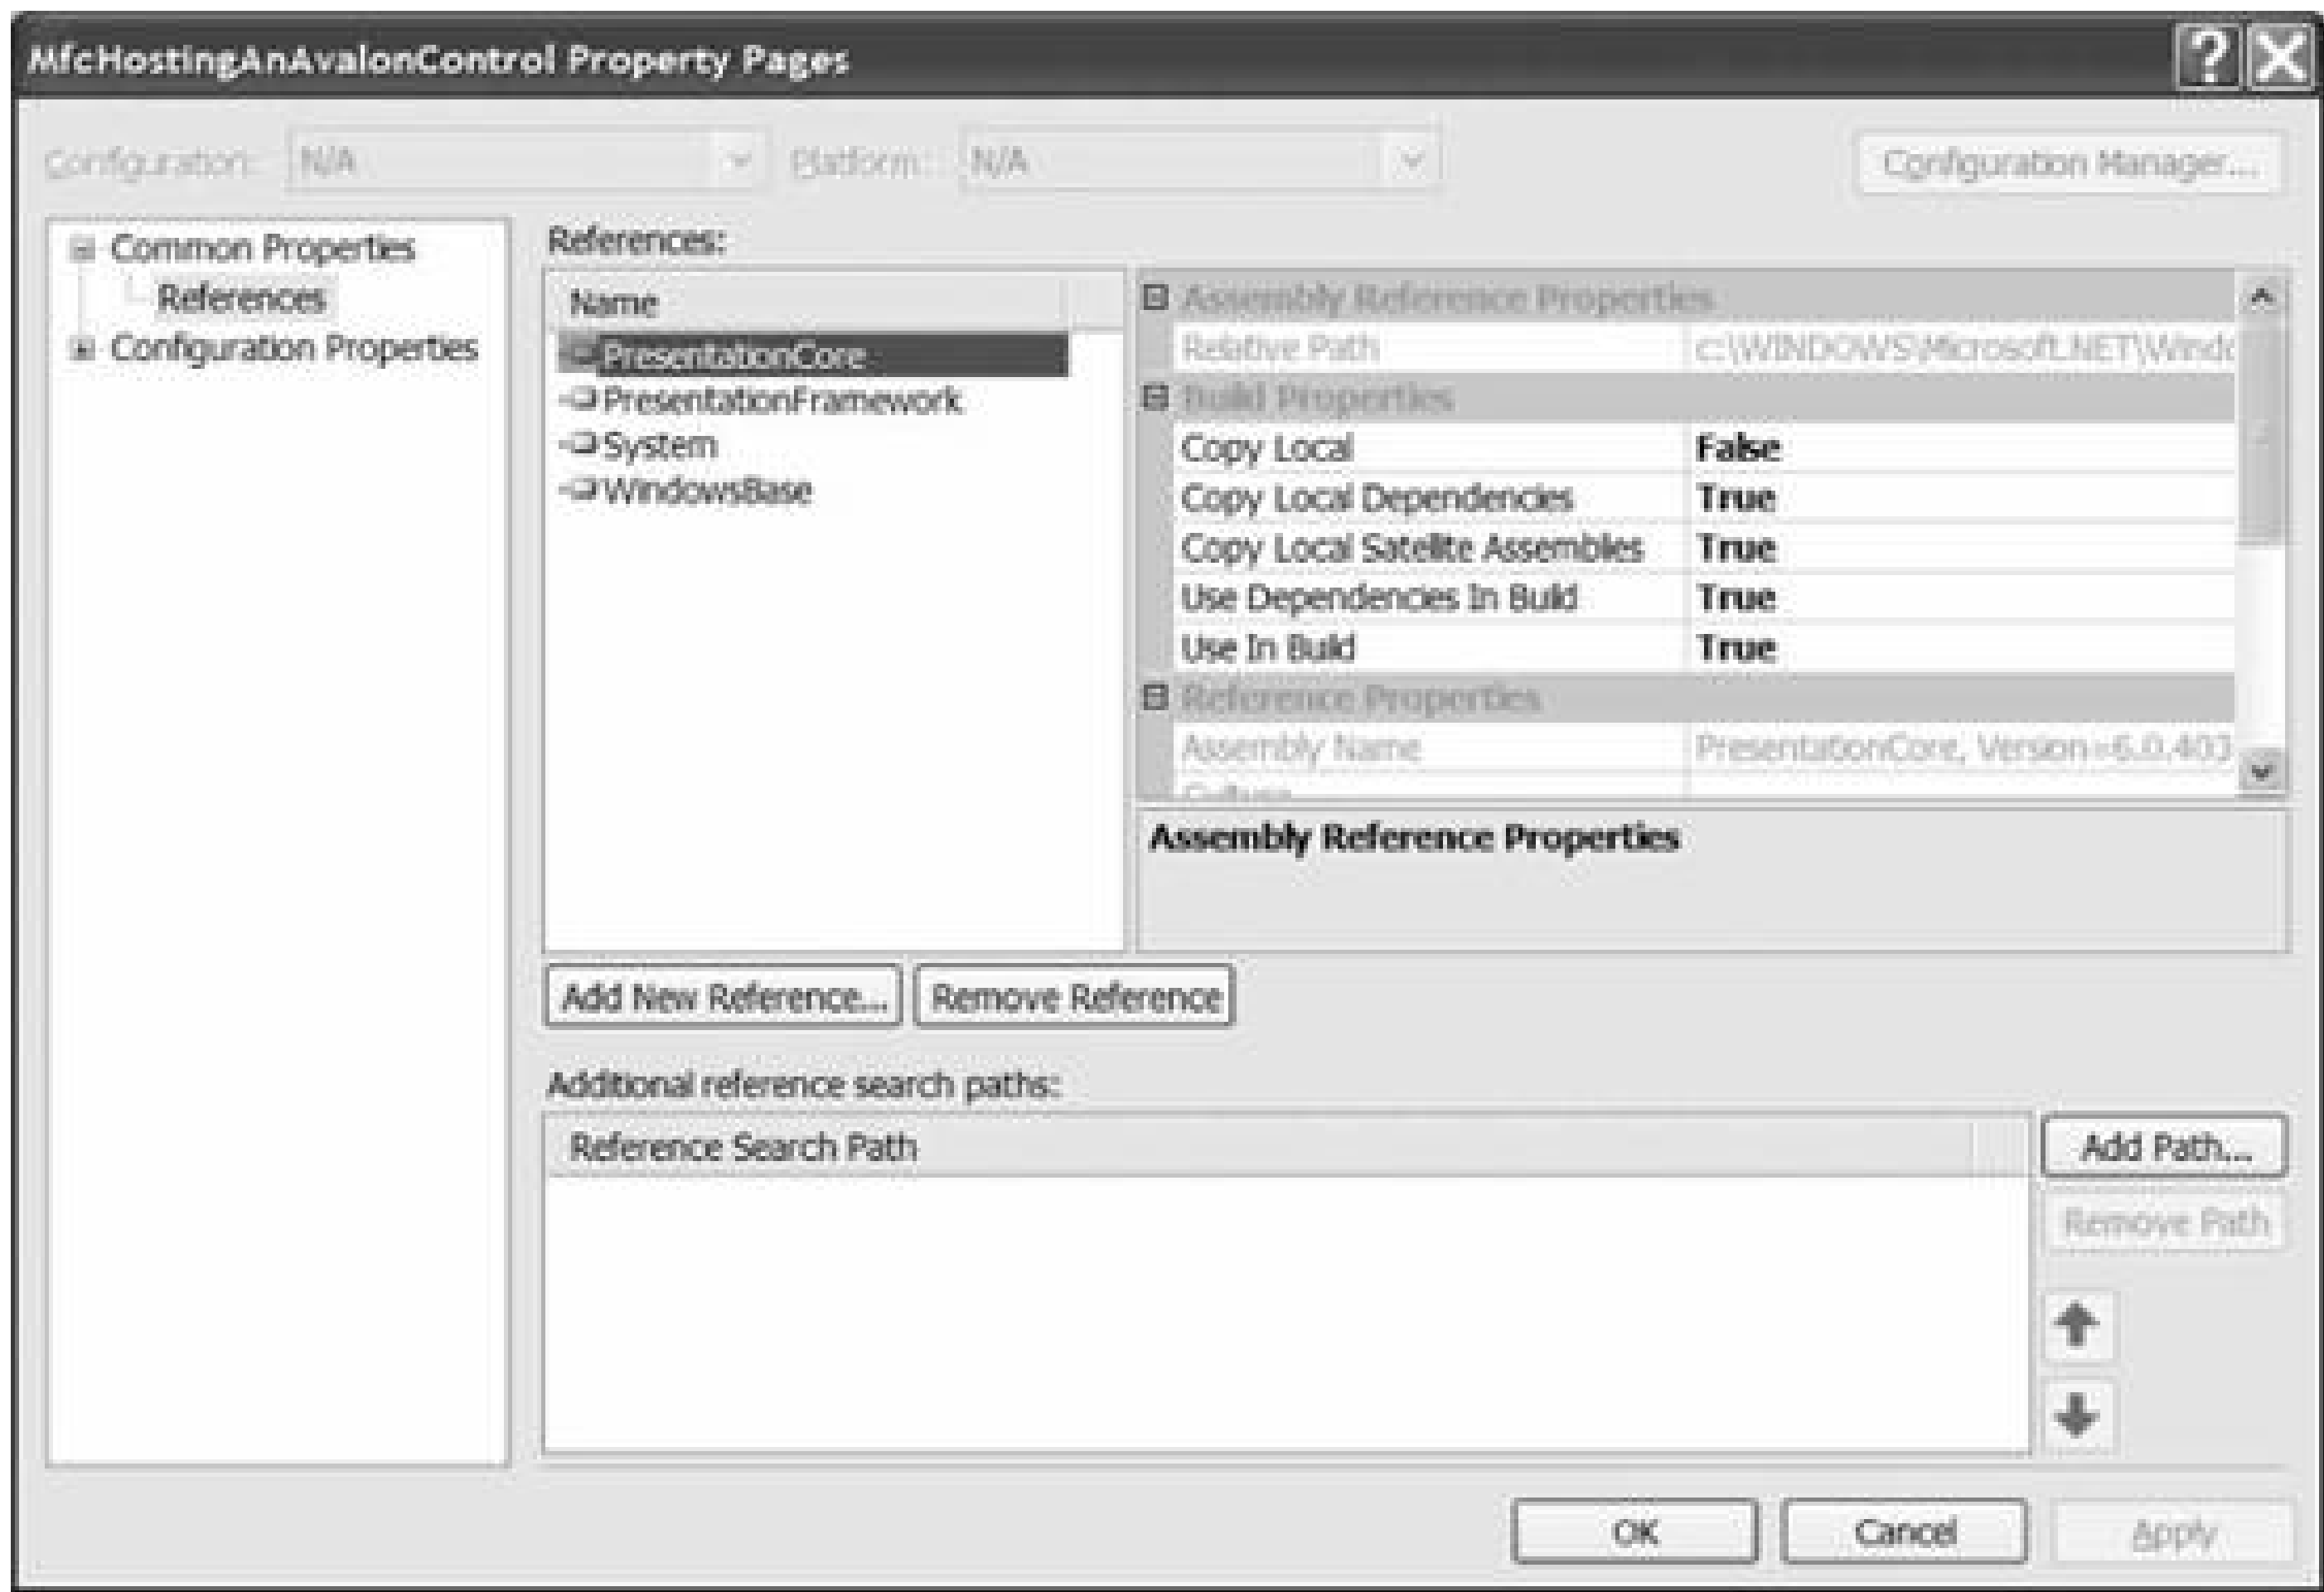 MfcHostingAnAvalonControl Property Pages
Configuration: N/A Platform: N/A Configuration Manager...
Common Properties
References
Configuration Properties
References:
Name
PresentationCore
PresentationFramework
System
WindowsBase
Assembly Reference Properties
Relative Path c:\WINDOWS\Microsoft.NET\Windo
Build Properties
Copy Local False
Copy Local Dependencies True
Copy Local Satellite Assemblies True
Use Dependencies In Build True
Use In Build True
Reference Properties
Assembly Name PresentationCore, Version=6.0.403
Culture
Assembly Reference Properties
Add New Reference... Remove Reference
Additional reference search paths:
Reference Search Path
Add Path...
Remove Path
OK Cancel Apply